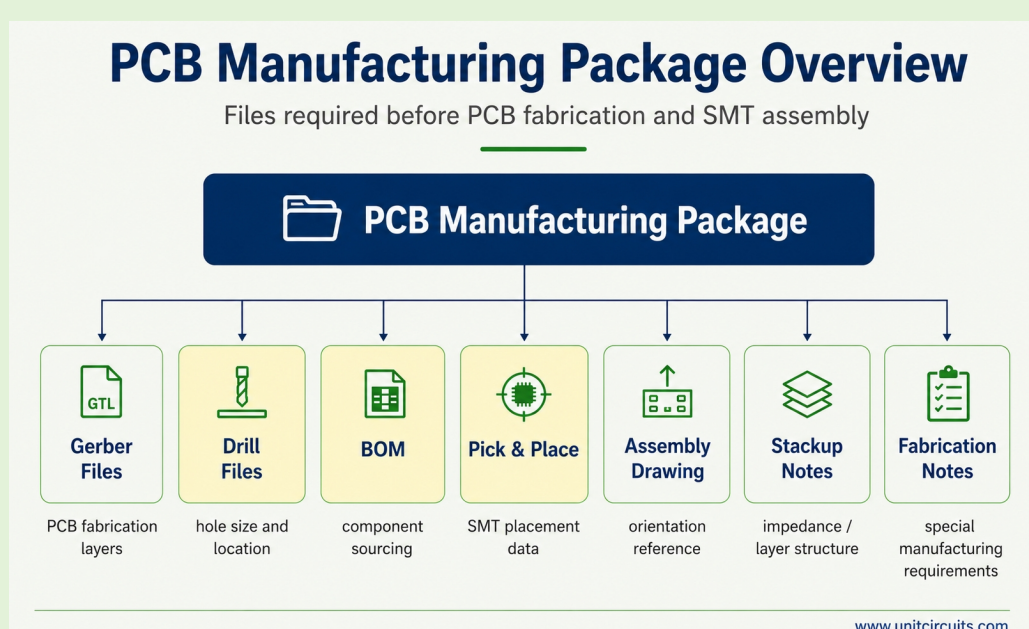 PCB Manufacturing Package Overview
Files required before PCB fabrication and SMT assembly
PCB Manufacturing Package
GTL
Gerber
Files
Drill
Files
BOM
Pick & Place
Assembly
Drawing
Stackup
Notes
Fabrication
Notes
PCB fabrication
layers
hole size and
location
component
sourcing
SMT placement
data
orientation
reference
impedance /
layer structure
special
manufacturing
requirements
www.unitcircuits.com